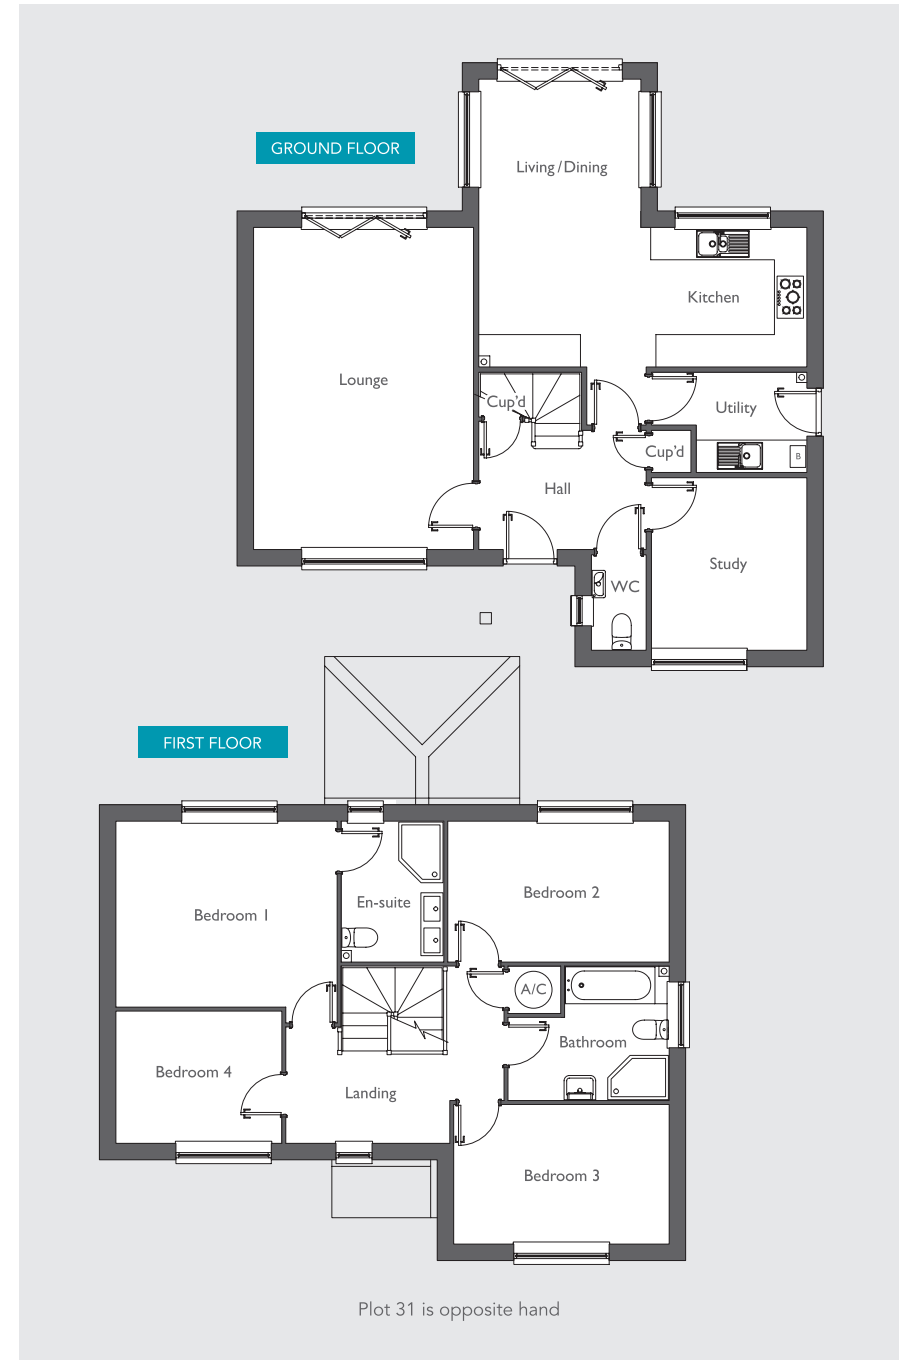 GROUND FLOOR
Living/Dining
Kitchen
Lounge
Cup'd
Utility
Cup'd
B
Hall
Study
WC
FIRST FLOOR
Bedroom 2
En-suite
Bedroom 1
A/C
Bathroom
Bedroom 4
Landing
Bedroom 3
Plot 31 is opposite hand